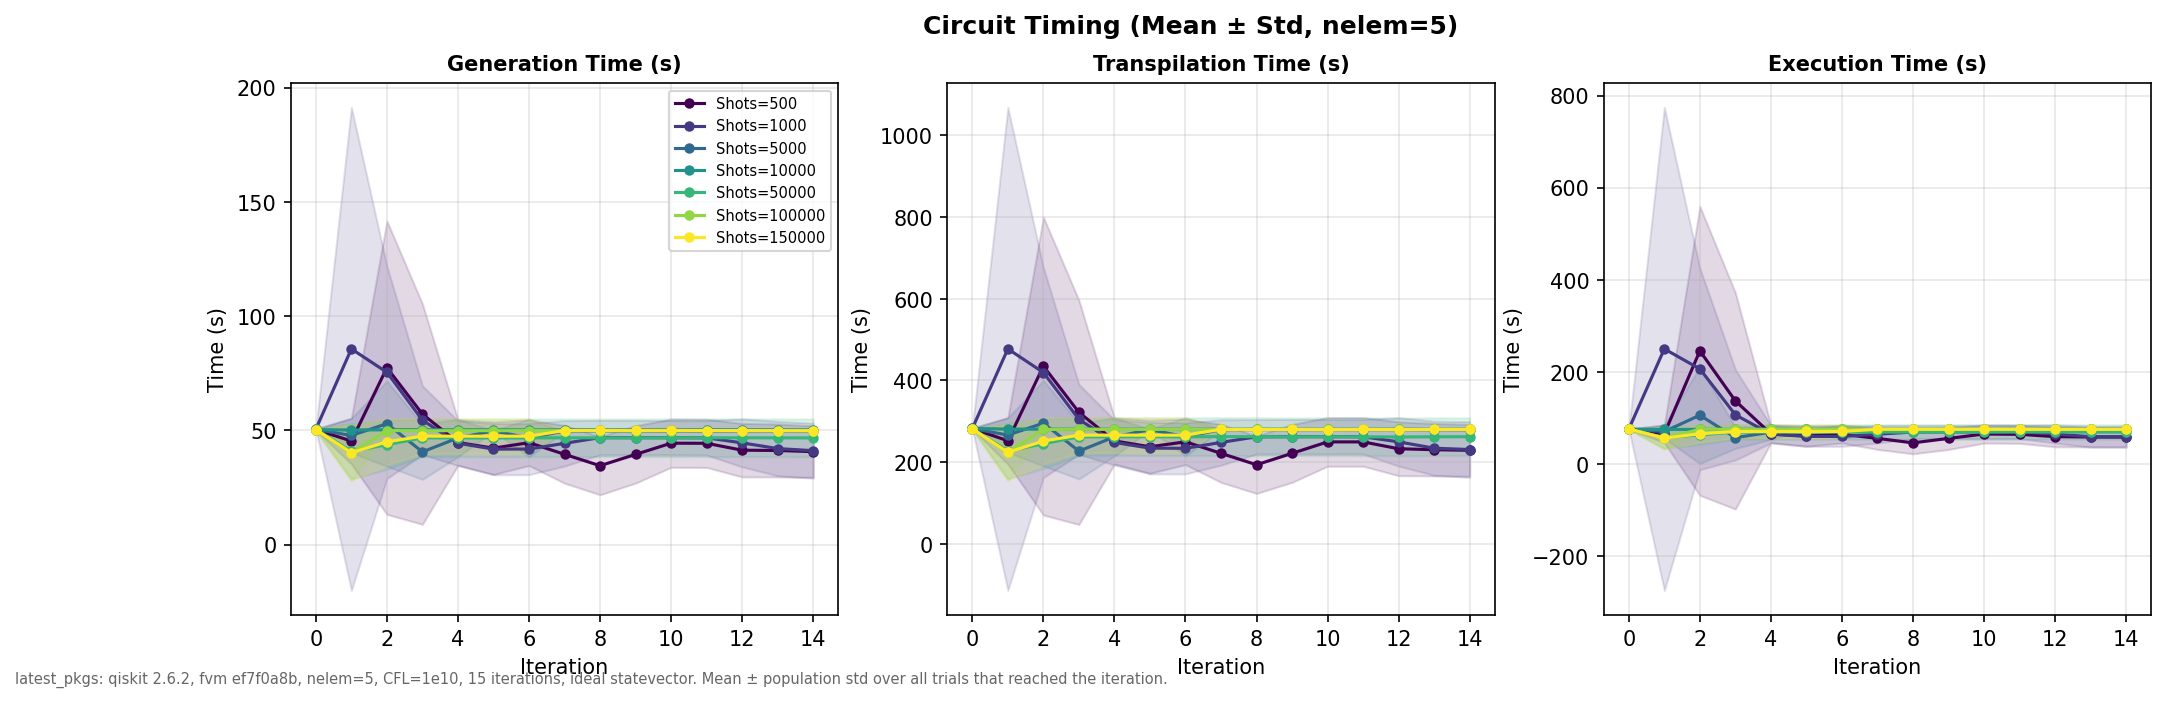 Circuit Timing (Mean ± Std, nelem=5)
Generation Time (s)
Time (s)
200
150
100
50
0
0 2 4 6 8 10 12 14
Iteration
Shots=500
Shots=1000
Shots=5000
Shots=10000
Shots=50000
Shots=100000
Shots=150000
Transpilation Time (s)
Time (s)
1000
800
600
400
200
0
0 2 4 6 8 10 12 14
Iteration
Execution Time (s)
Time (s)
800
600
400
200
0
−200
0 2 4 6 8 10 12 14
Iteration
latest_pkgs: qiskit 2.6.2, fvm ef7f0a8b, nelem=5, CFL=1e10, 15 iterations, ideal statevector. Mean ± population std over all trials that reached the iteration.